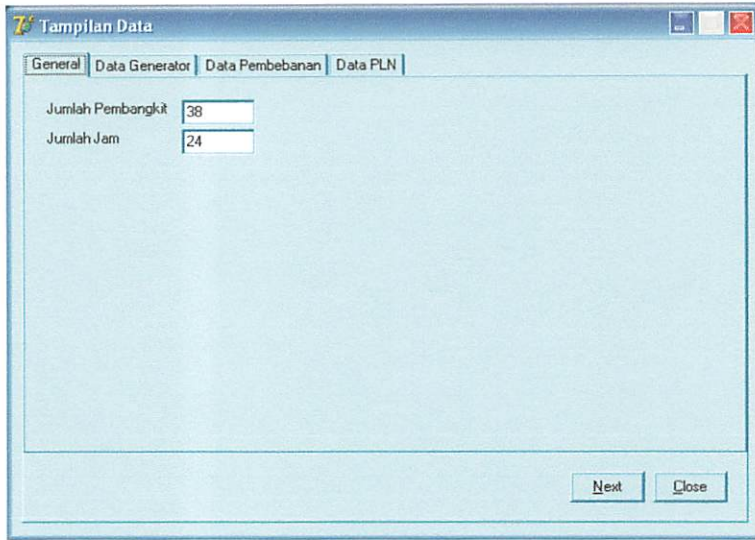 Tampilan Data
General Data Generator Data Pembebanan Data PLN
Jumlah Pembangkit 38
Jumlah Jam 24
Next Close